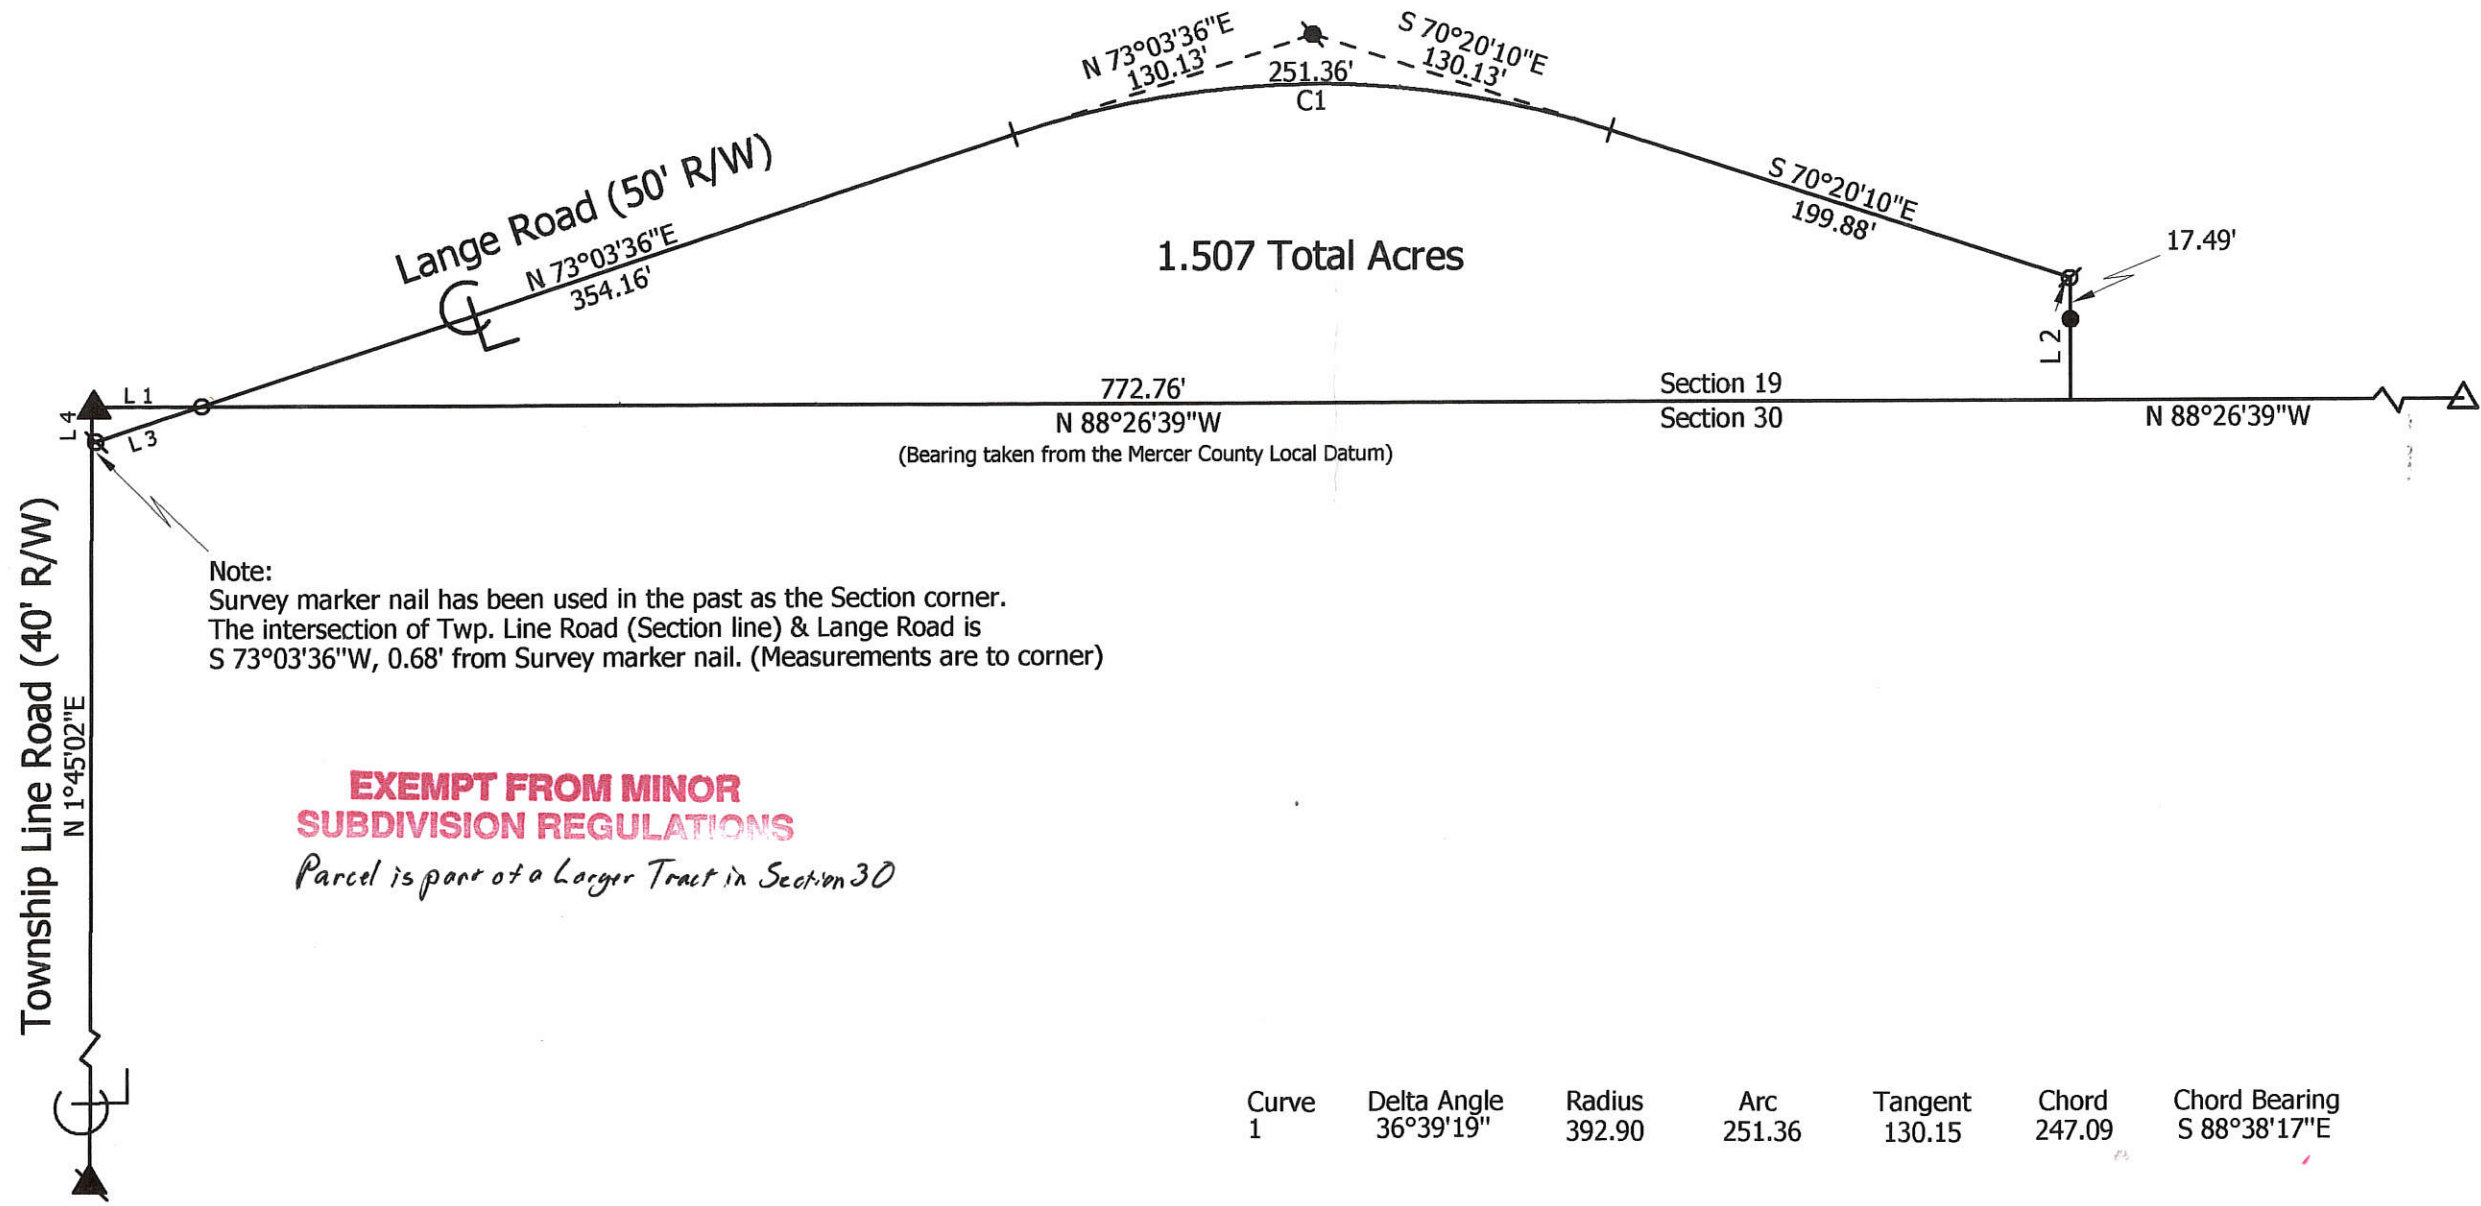 N 73°03'36"E
130.13'
S 70°20'10"E
130.13'
251.36'
C1
Lange Road (50' R/W)
N 73°03'36"E
354.16'
CL
S 70°20'10"E
199.88'
17.49'
1.507 Total Acres
L 2
L 1
L 4
L 3
772.76'
N 88°26'39"W
(Bearing taken from the Mercer County Local Datum)
Section 19
Section 30
N 88°26'39"W
Note:
Survey marker nail has been used in the past as the Section corner.
The intersection of Twp. Line Road (Section line) & Lange Road is
S 73°03'36"W, 0.68' from Survey marker nail. (Measurements are to corner)
Township Line Road (40' R/W)
N 1°45'02"E
CL
EXEMPT FROM MINOR
SUBDIVISION REGULATIONS
Parcel is part of a Larger Tract in Section 30
Curve Delta Angle Radius Arc Tangent Chord Chord Bearing
1 36°39'19" 392.90 251.36 130.15 247.09 S 88°38'17"E